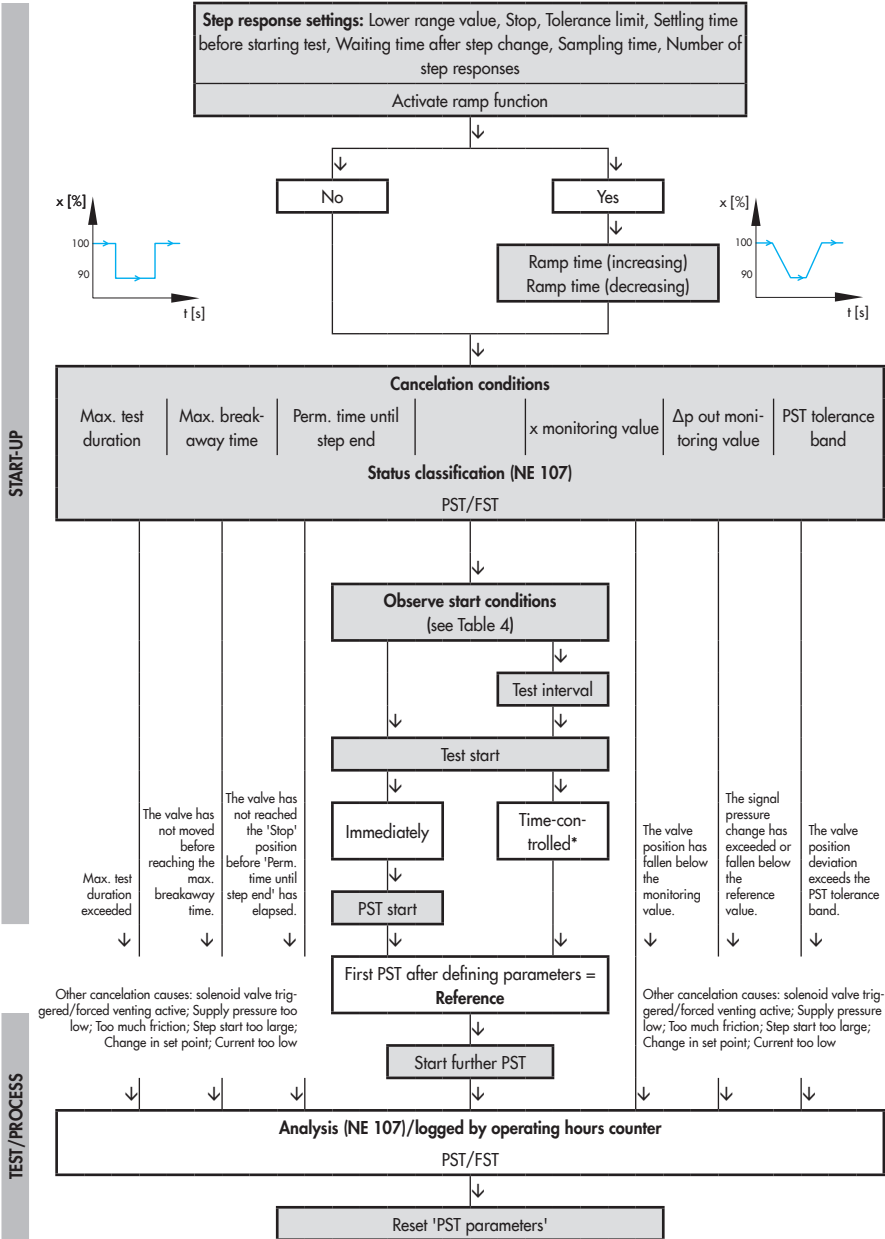 Step response settings: Lower range value, Stop, Tolerance limit, Settling time
before starting test, Waiting time after step change, Sampling time, Number of
step responses
Activate ramp function
No
Yes
x [%]
100
90
t [s]
Ramp time (increasing)
Ramp time (decreasing)
x [%]
100
90
t [s]
START-UP
Cancelation conditions
Max. test
duration
Max. break-
away time
Perm. time until
step end
x monitoring value
Δp out moni-
toring value
PST tolerance
band
Status classification (NE 107)
PST/FST
Observe start conditions
(see Table 4)
Test interval
Test start
Immediately
Time-con-
trolled*
PST start
Max. test
duration
exceeded
The valve has
not moved
before
reaching the
max.
breakaway
time.
The valve has
not reached
the 'Stop'
position
before 'Perm.
time until
step end' has
elapsed.
The valve
position has
fallen below
the
monitoring
value.
The signal
pressure
change has
exceeded or
fallen below
the
reference
value.
The valve
position
deviation
exceeds the
PST tolerance
band.
First PST after defining parameters =
Reference
Other cancelation causes: solenoid valve trig-
gered/forced venting active; Supply pressure too
low; Too much friction; Step start too large;
Change in set point; Current too low
Other cancelation causes: solenoid valve trig-
gered/forced venting active; Supply pressure
low; Too much friction; Step start too large;
Change in set point; Current too low
Start further PST
TEST/PROCESS
Analysis (NE 107)/logged by operating hours counter
PST/FST
Reset 'PST parameters'